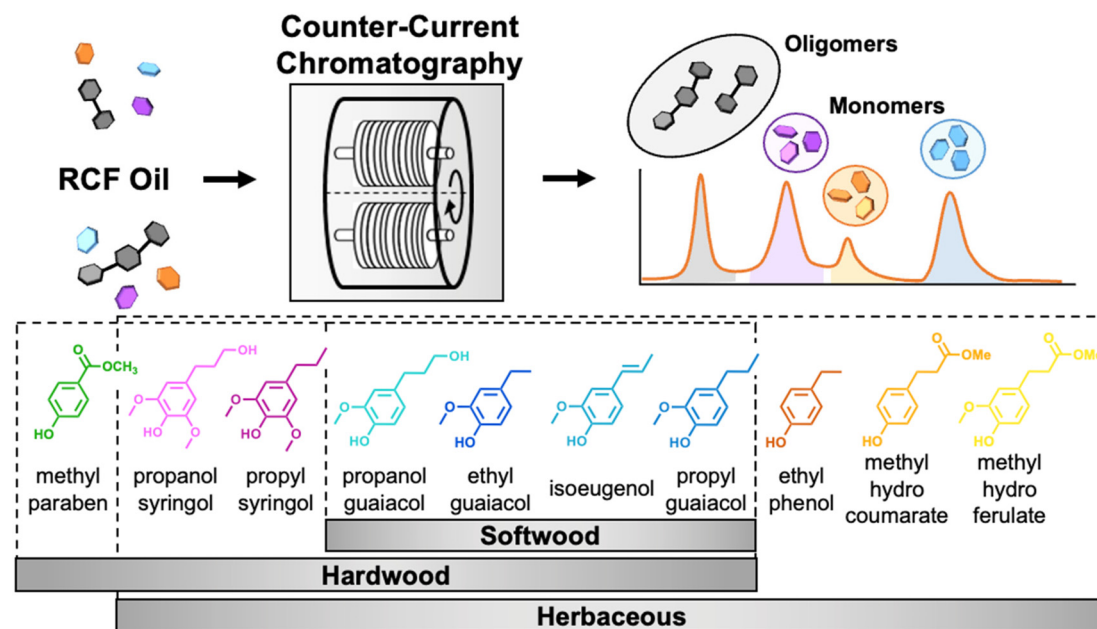 Counter-Current
Chromatography
Oligomers
Monomers
RCF Oil
O
OCH3
HO
OH
O
HO
O
O
HO
O
OH
O
HO
O
HO
O
HO
O
HO
HO
O
OMe
HO
O
OMe
O
HO
methyl
paraben
propanol
syringol
propyl
syringol
propanol
guaiacol
ethyl
guaiacol
isoeugenol
propyl
guaiacol
ethyl
phenol
methyl
hydro
coumarate
methyl
hydro
ferulate
Softwood
Hardwood
Herbaceous